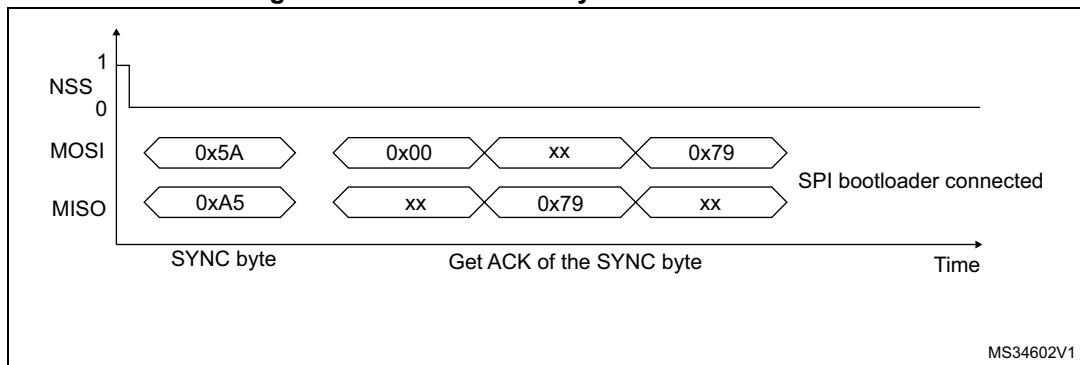 1
NSS
0
MOSI 0x5A 0x00 xx 0x79
SPI bootloader connected
MISO 0xA5 xx 0x79 xx
SYNC byte Get ACK of the SYNC byte Time
MS34602V1